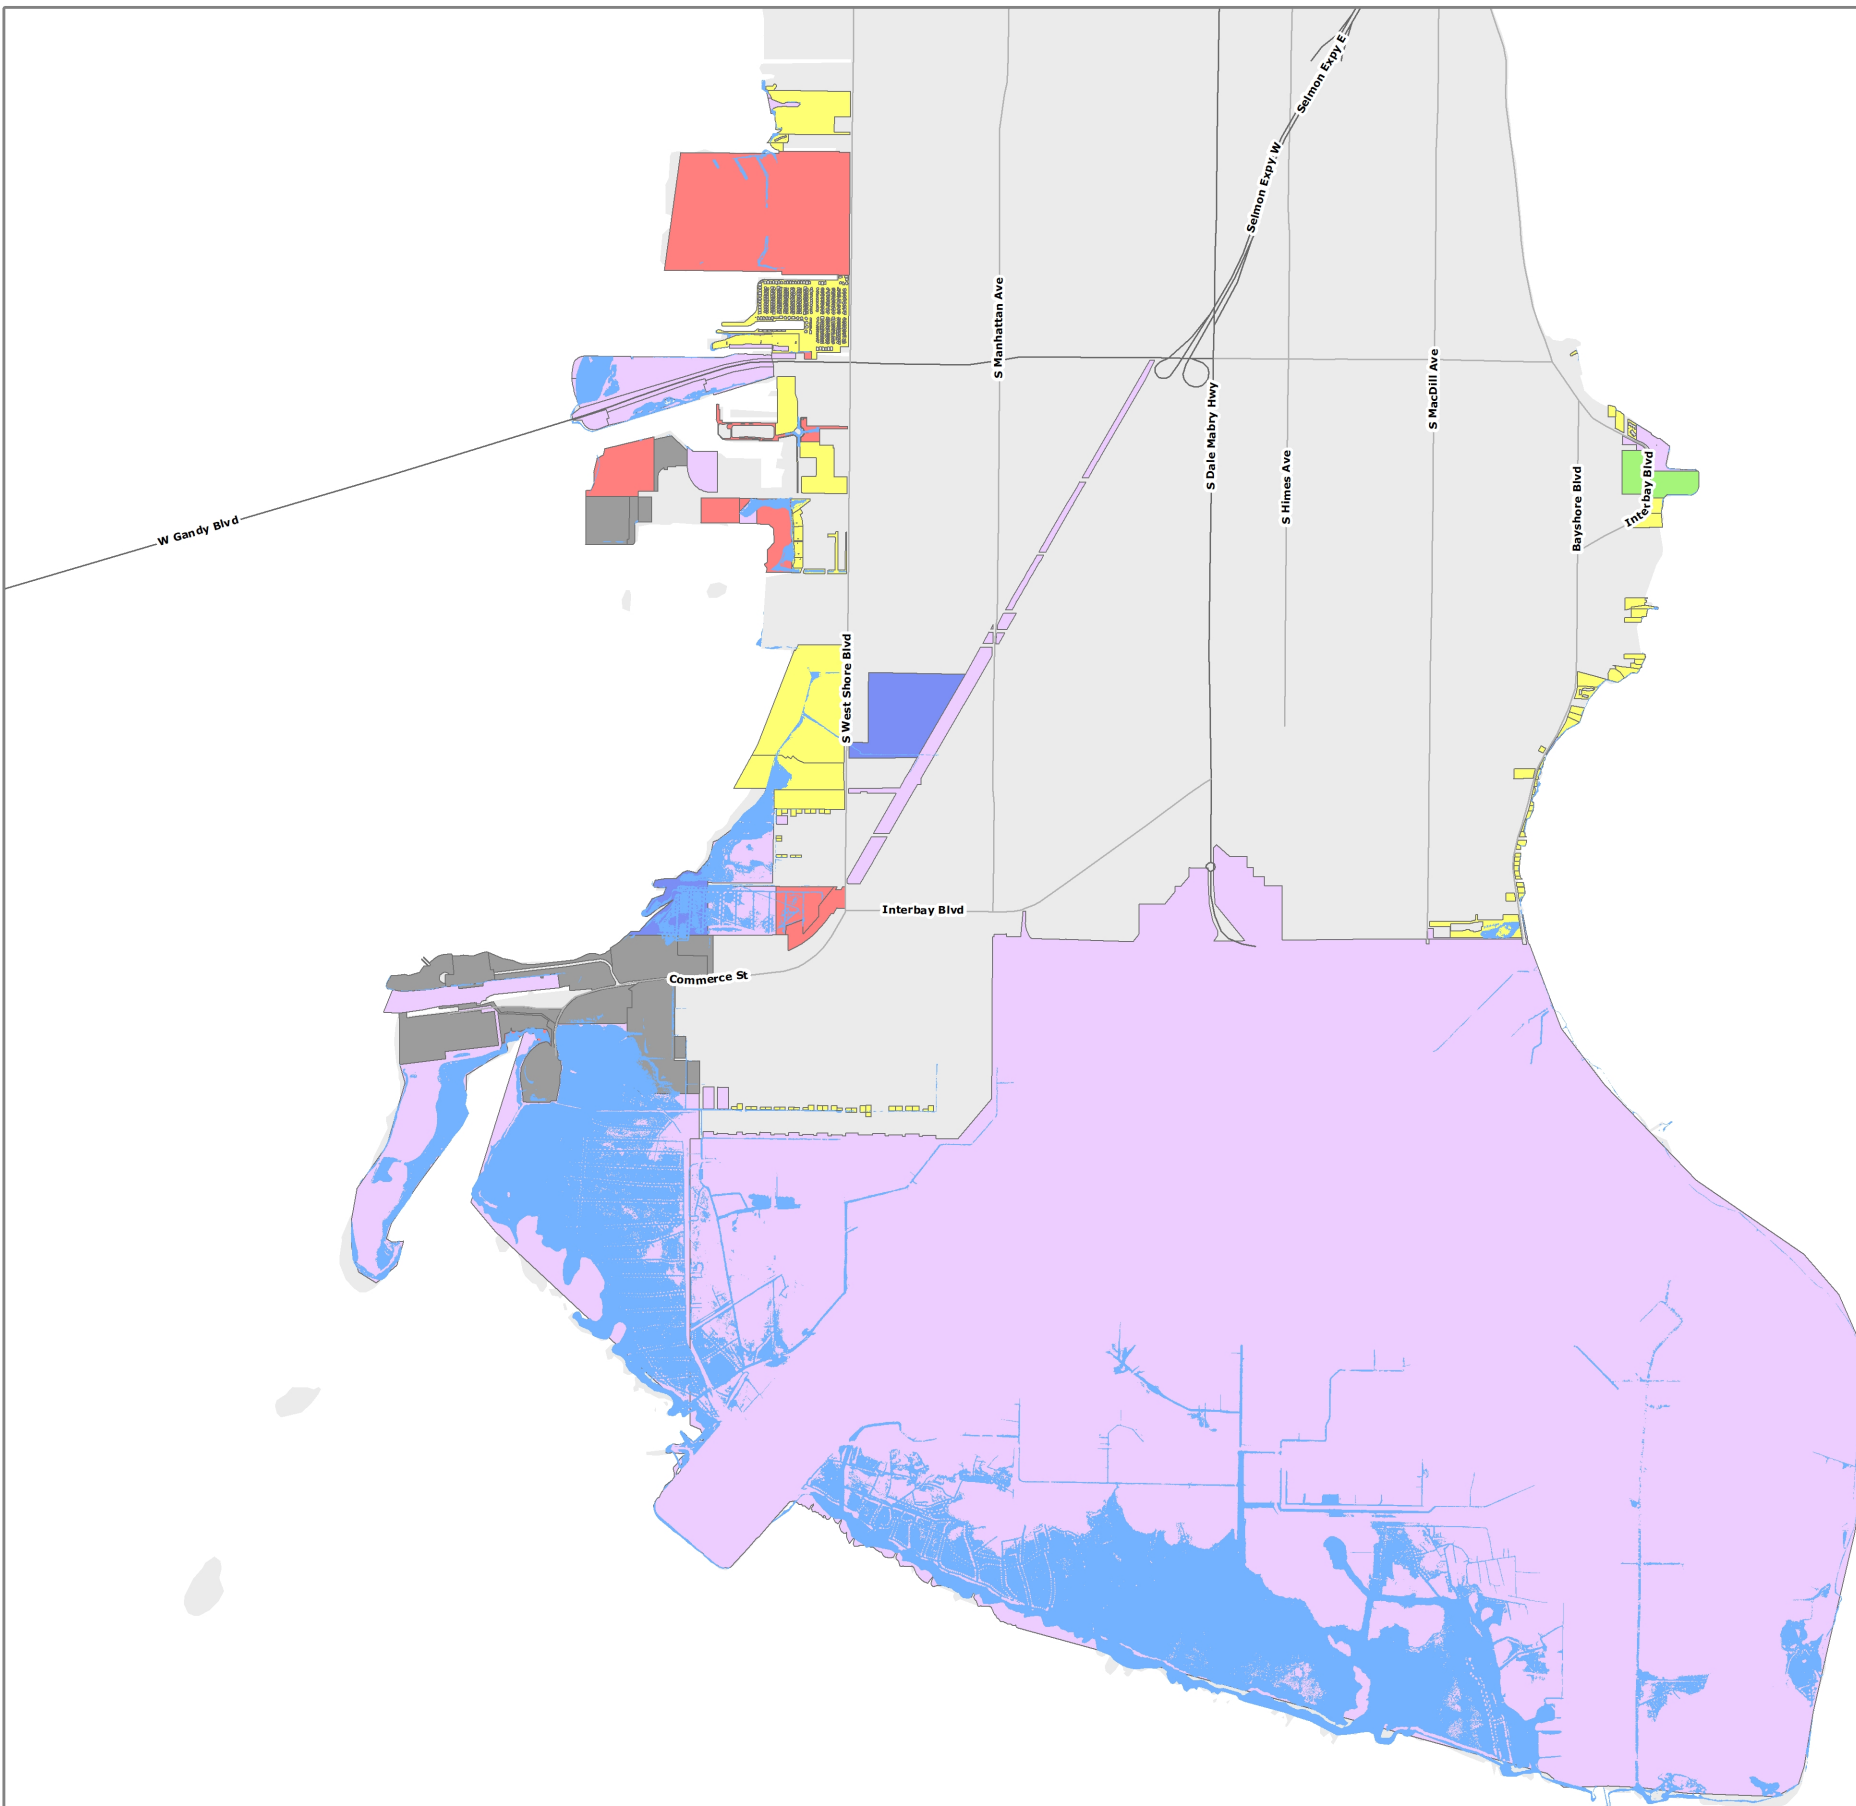 Selmon Expy E
Selmon Expy W
S Manhattan Ave
S MacDill Ave
S Dale Mabry Hwy
S Himes Ave
Bayshore Blvd
Interbay Blvd
W Gandy Blvd
S West Shore Blvd
Interbay Blvd
Commerce St